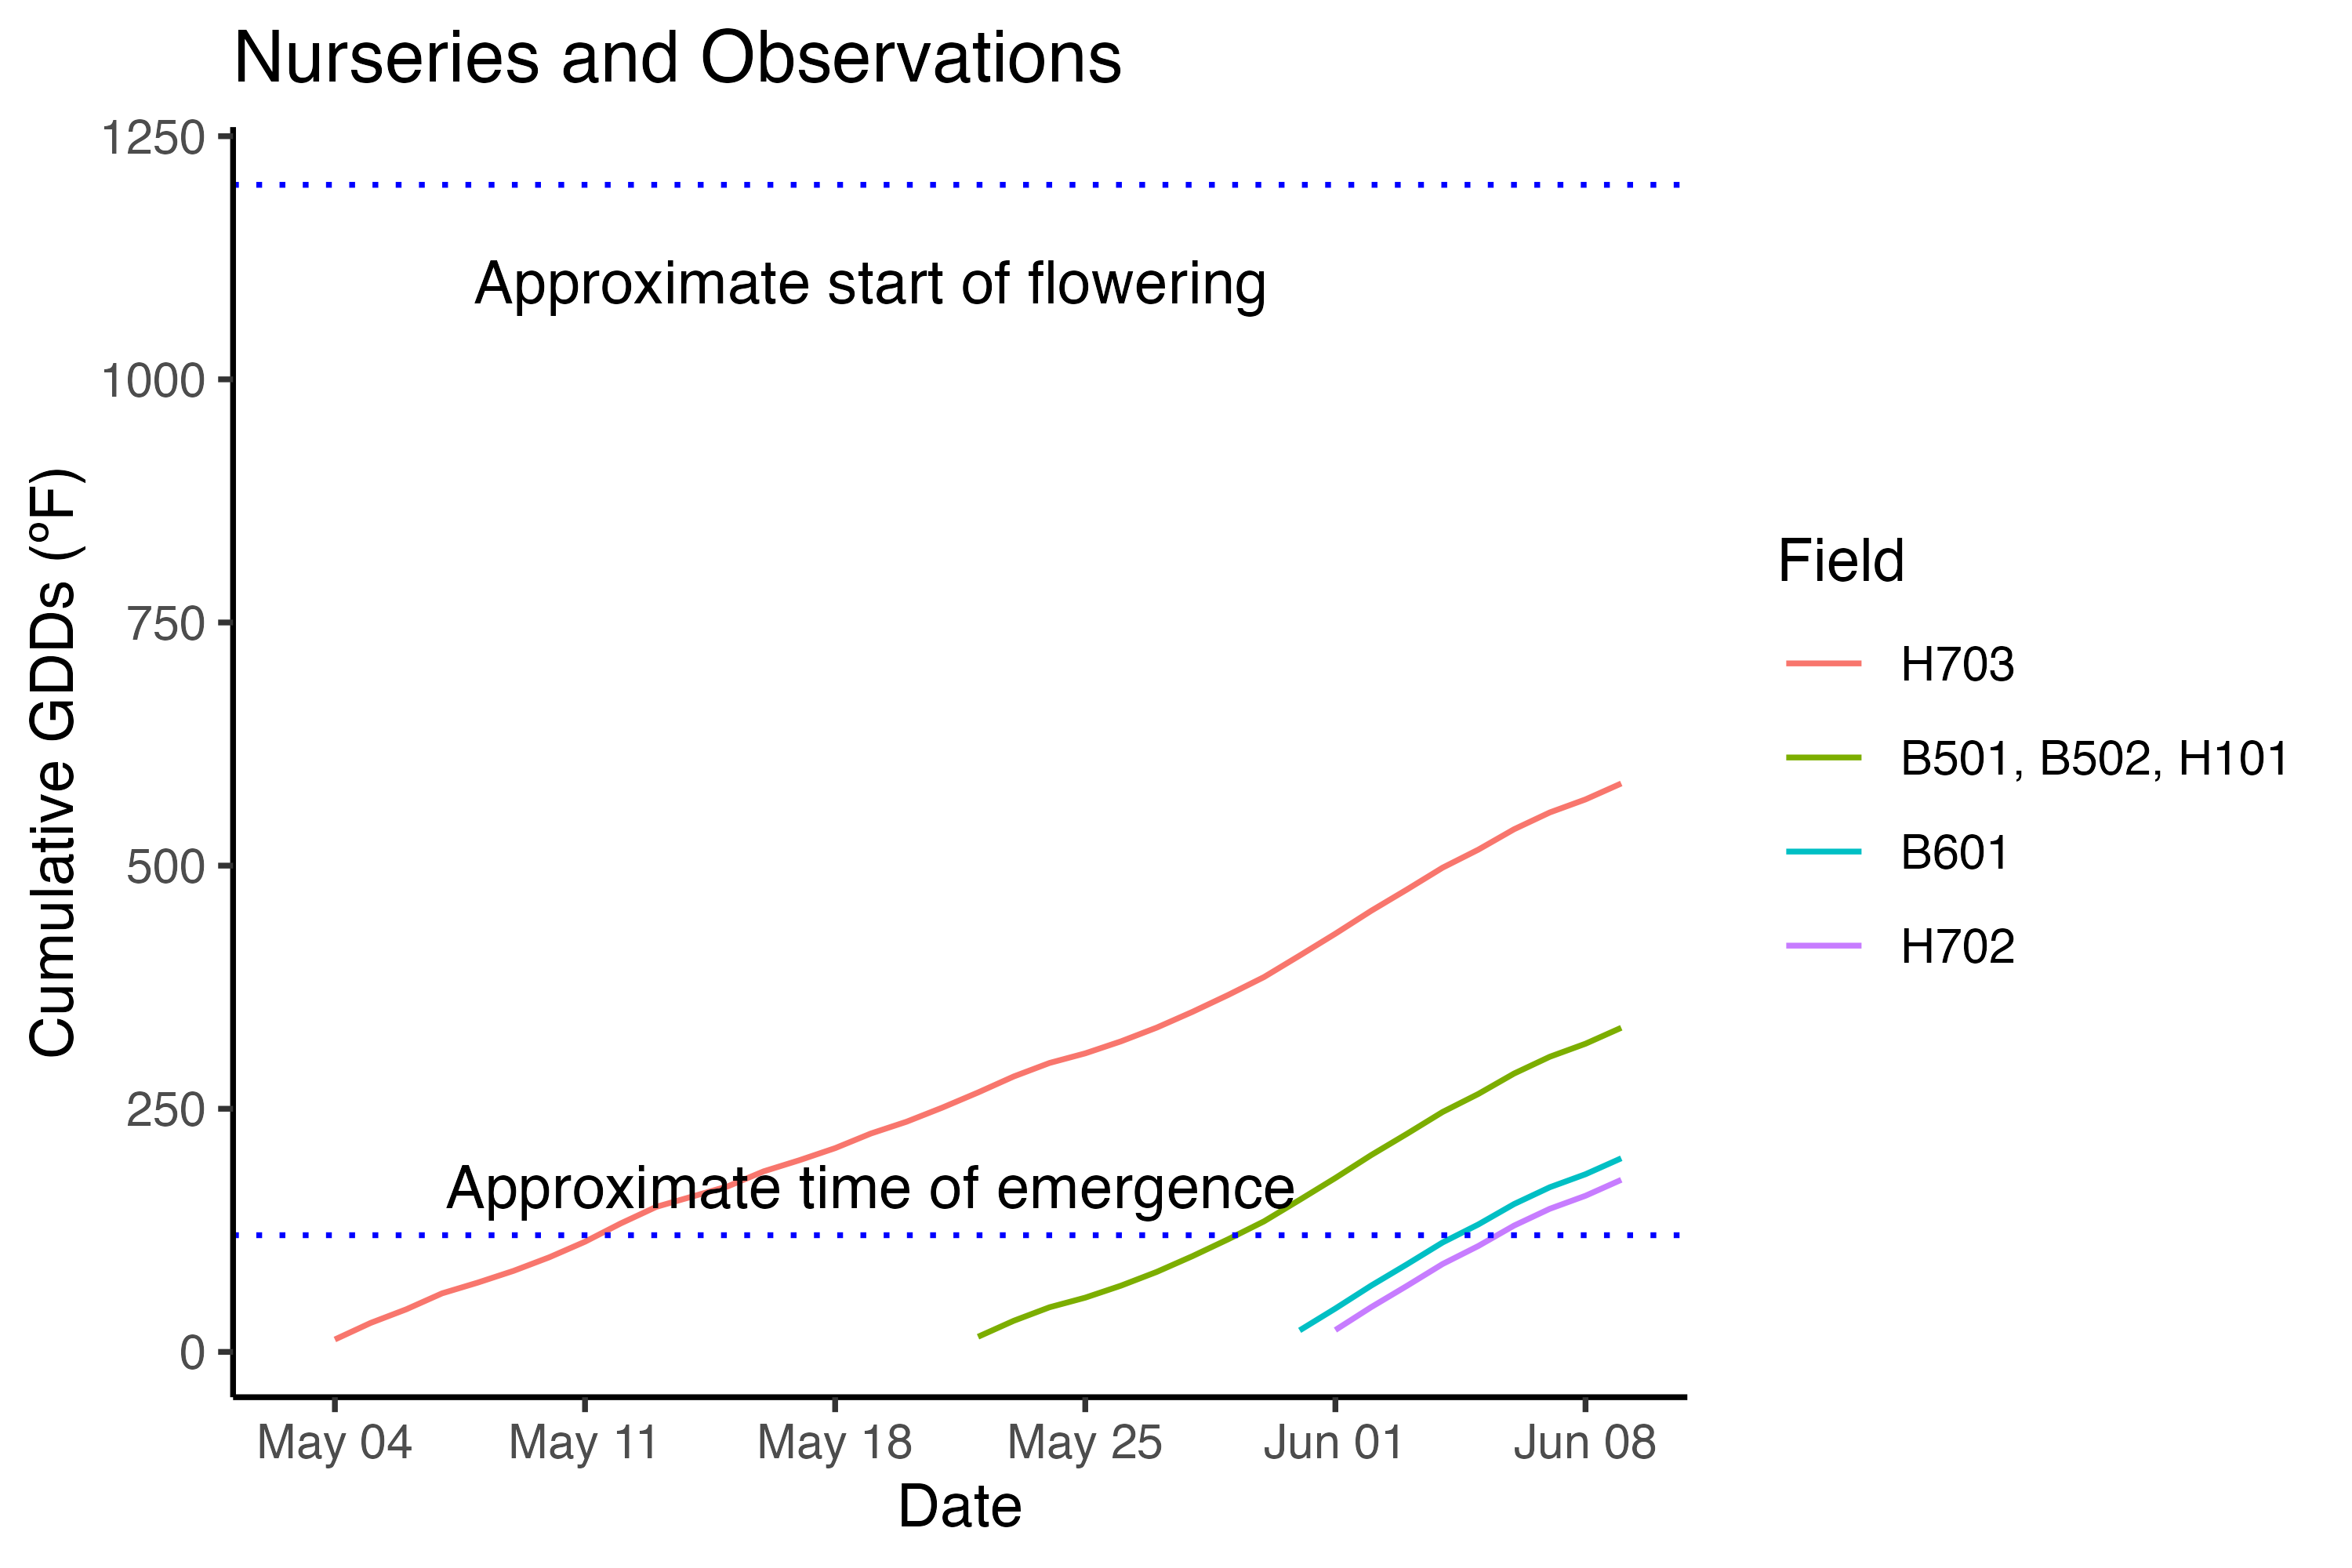 Nurseries and Observations
1250
Approximate start of flowering
1000
750
500
250
Approximate time of emergence
0
Cumulative GDDs (ºF)
May 04
May 11
May 18
May 25
Jun 01
Jun 08
Date
Field
H703
B501, B502, H101
B601
H702